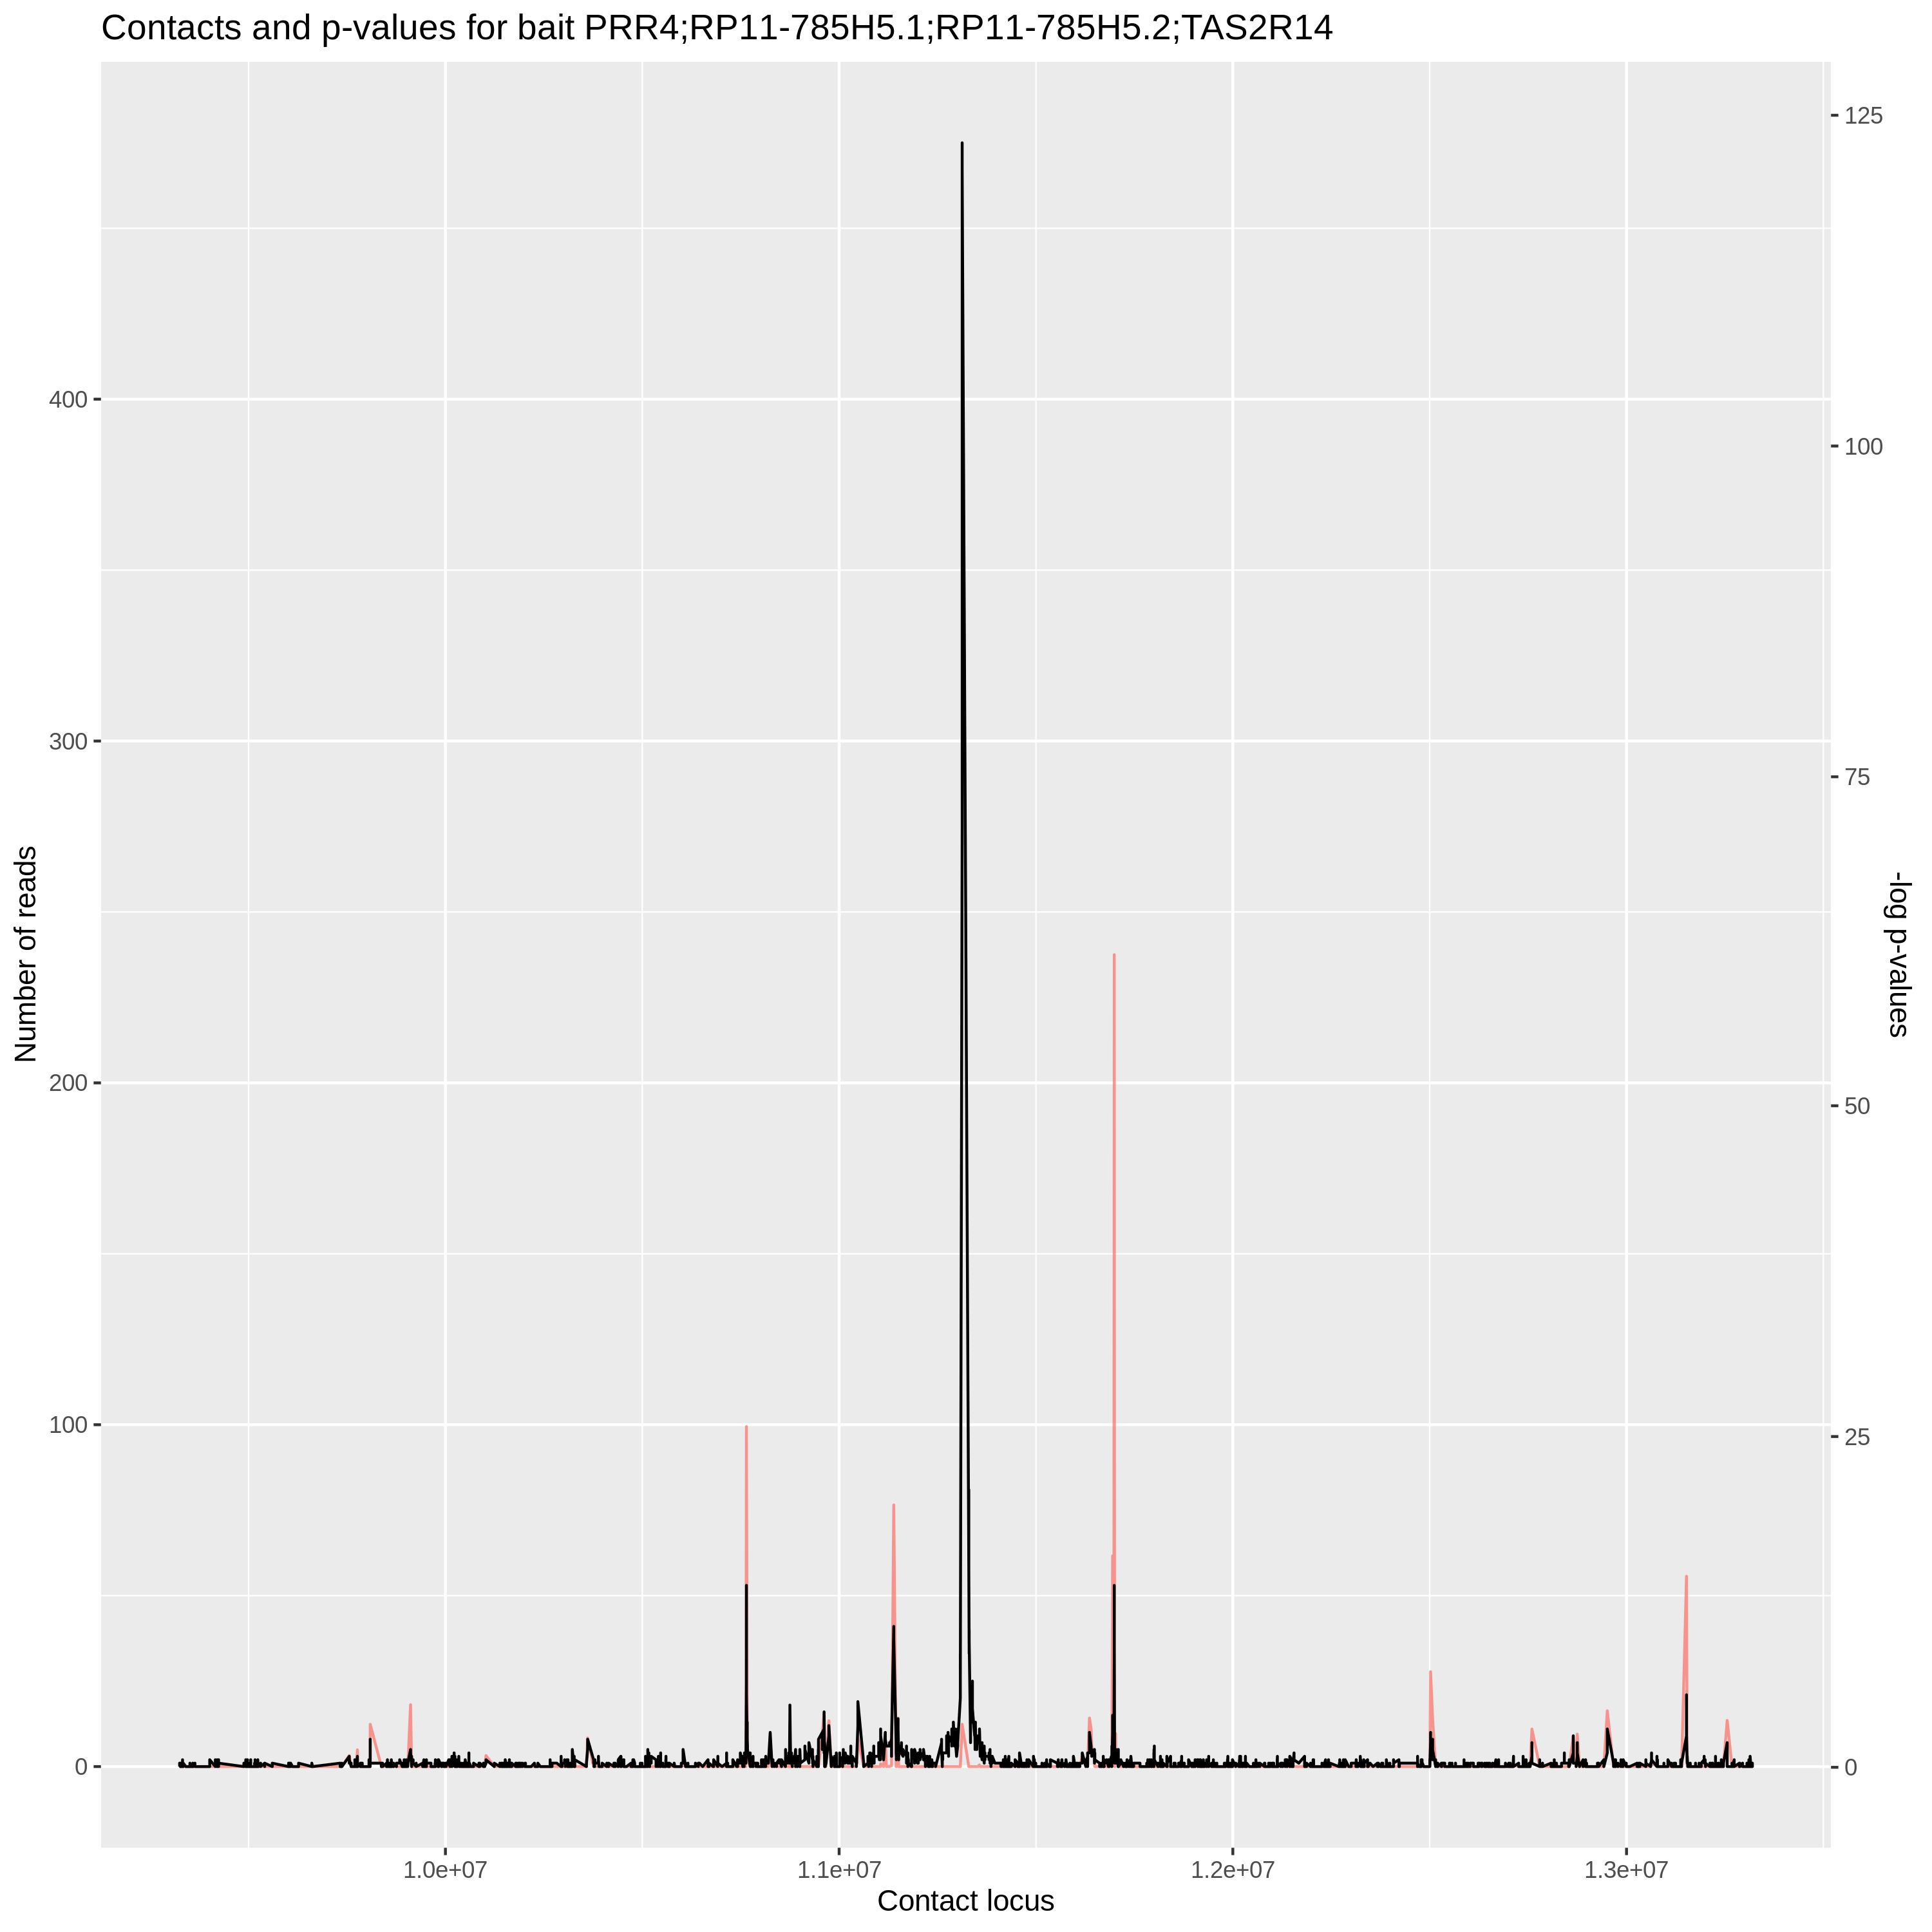 Contacts and p-values for bait PRR4;RP11-785H5.1;RP11-785H5.2;TAS2R14
125
400
100
300
75
Number of reads
-log p-values
200
50
100
25
0
0
1.0e+07
1.1e+07
1.2e+07
1.3e+07
Contact locus